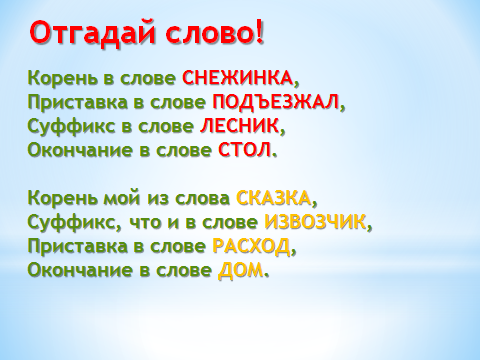 Отгадай слово!
Корень в слове СНЕЖИНКА,
Приставка в слове ПОДЪЕЗЖАЛ,
Суффикс в слове ЛЕСНИК,
Окончание в слове СТОЛ.
Корень мой из слова СКАЗКА,
Суффикс, что и в слове ИЗВОЗЧИК,
Приставка в слове РАСХОД,
Окончание в слове ДОМ.